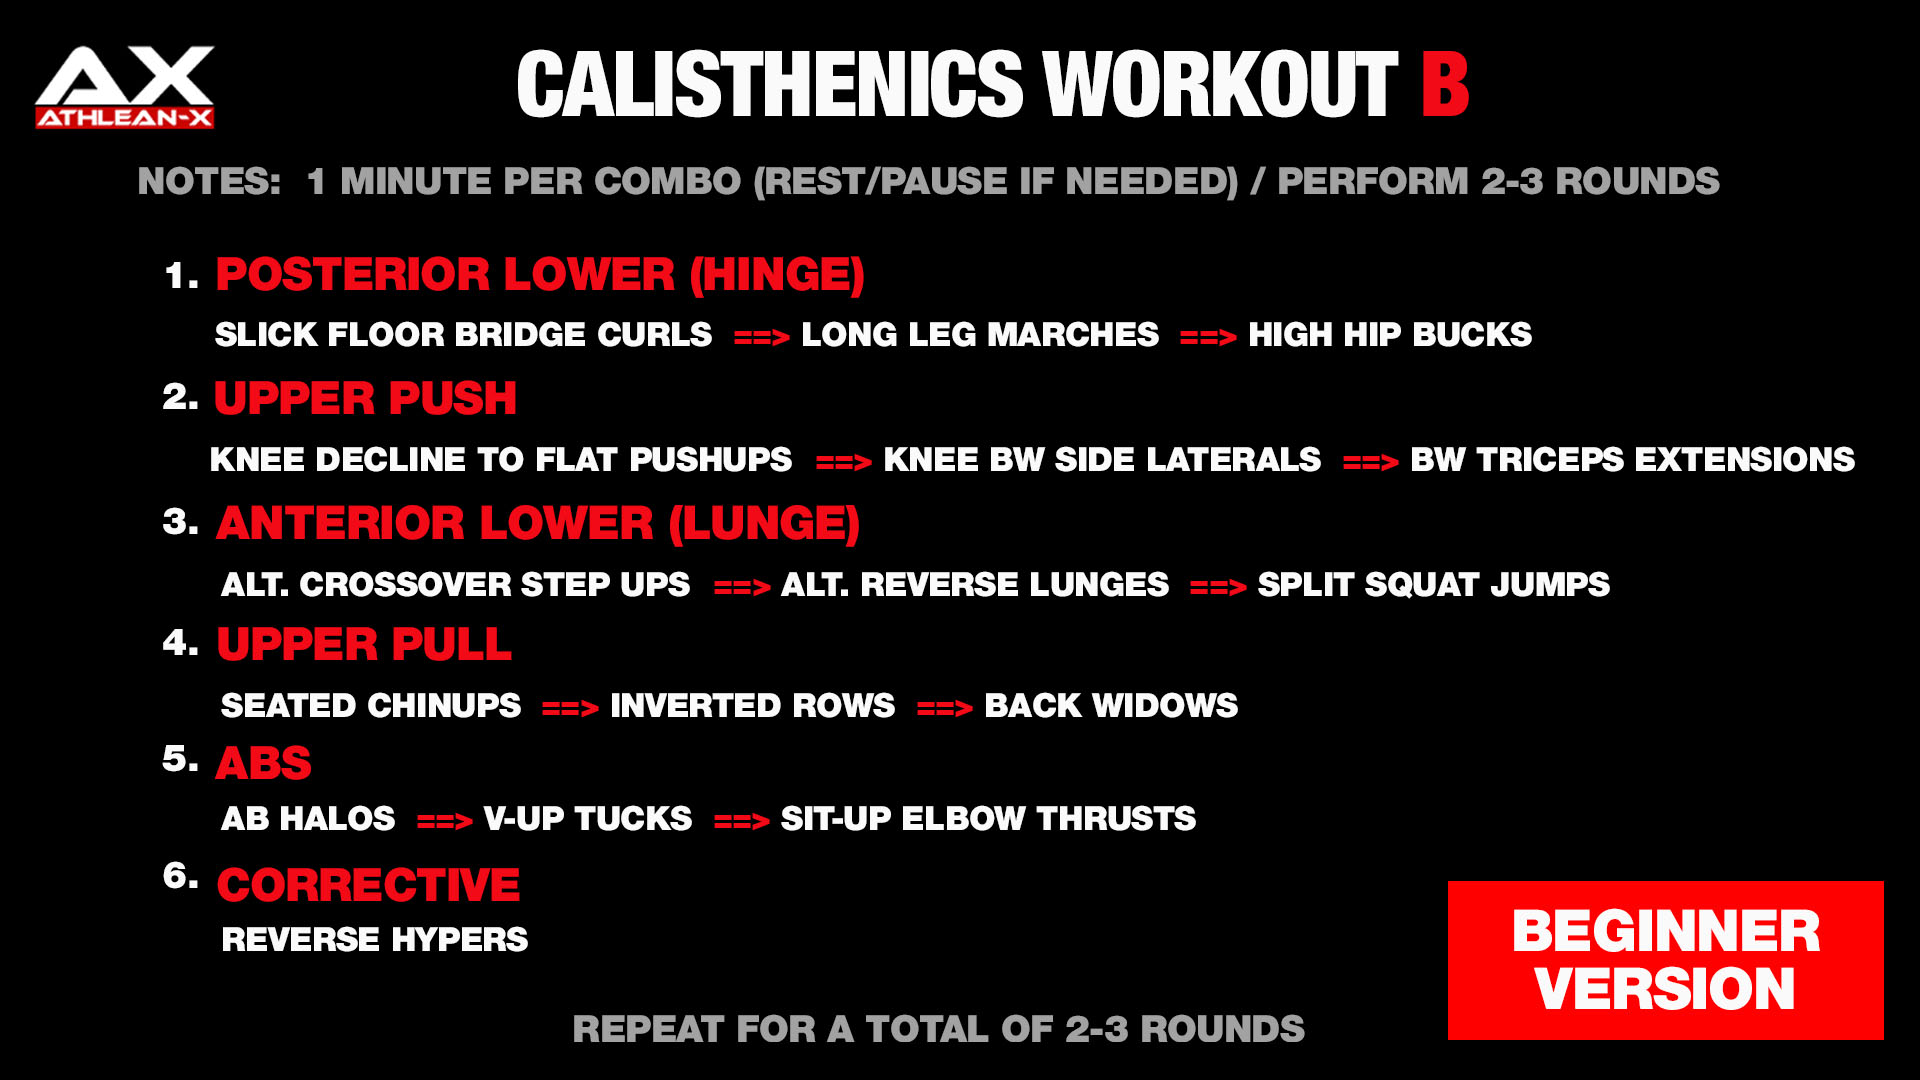 AX
ATHLEAN-X
CALISTHENICS WORKOUT B
NOTES: 1 MINUTE PER COMBO (REST/PAUSE IF NEEDED) / PERFORM 2-3 ROUNDS
1. POSTERIOR LOWER (HINGE)
SLICK FLOOR BRIDGE CURLS ==> LONG LEG MARCHES ==> HIGH HIP BUCKS
2. UPPER PUSH
KNEE DECLINE TO FLAT PUSHUPS ==> KNEE BW SIDE LATERALS ==> BW TRICEPS EXTENSIONS
3. ANTERIOR LOWER (LUNGE)
ALT. CROSSOVER STEP UPS ==> ALT. REVERSE LUNGES ==> SPLIT SQUAT JUMPS
4. UPPER PULL
SEATED CHINUPS ==> INVERTED ROWS ==> BACK WIDOWS
5. ABS
AB HALOS ==> V-UP TUCKS ==> SIT-UP ELBOW THRUSTS
6. CORRECTIVE
REVERSE HYPERS
BEGINNER
VERSION
REPEAT FOR A TOTAL OF 2-3 ROUNDS